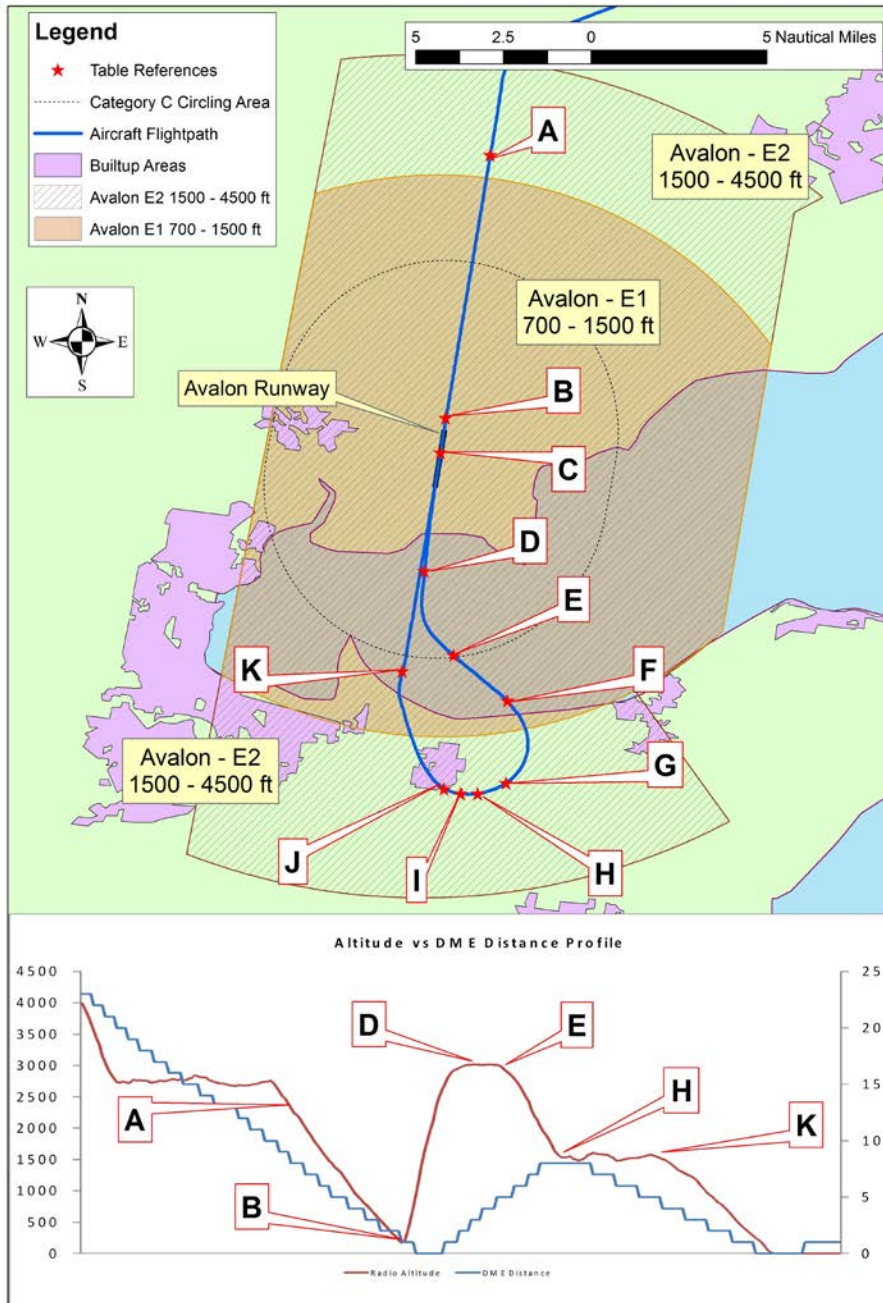 Legend
Table References
Category C Circling Area
Aircraft Flightpath
Builtup Areas
Avalon E2 1500 - 4500 ft
Avalon E1 700 - 1500 ft
5 2.5 0 5 Nautical Miles
A
Avalon - E2
1500 - 4500 ft
N
W E
S
Avalon - E1
700 - 1500 ft
Avalon Runway
B
C
D
E
K
F
Avalon - E2
1500 - 4500 ft
G
J
I
H
Altitude vs DME Distance Profile
4500
4000
3500
3000
2500
2000
1500
1000
500
0
25
20
15
10
5
0
D
E
A
H
K
B
Radio Altitude
DME Distance